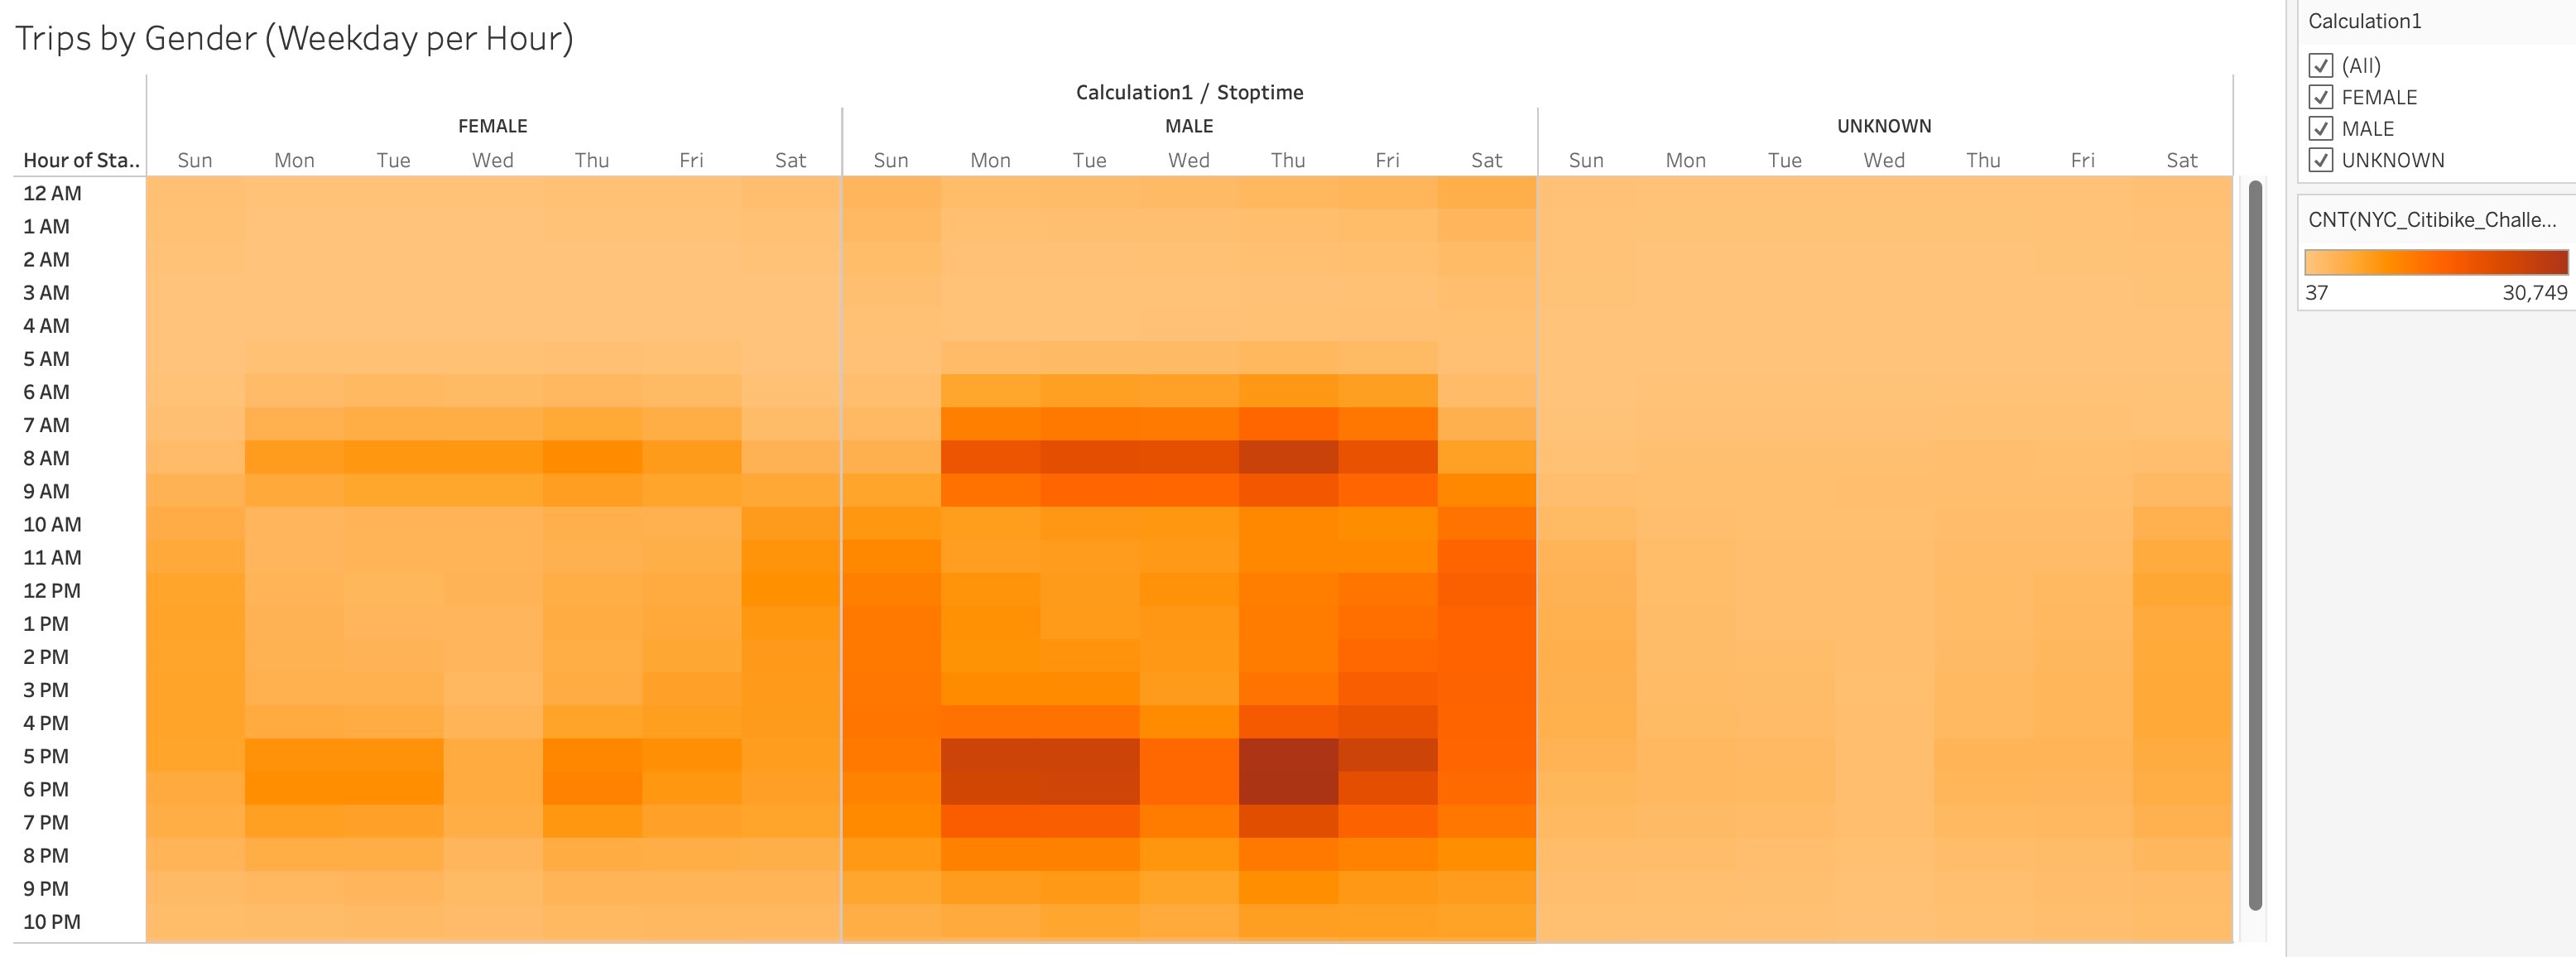 Trips by Gender (Weekday per Hour)
Calculation1 / Stoptime
FEMALE MALE UNKNOWN
Hour of Sta.. Sun Mon Tue Wed Thu Fri Sat Sun Mon Tue Wed Thu Fri Sat Sun Mon Tue Wed Thu Fri Sat
12 AM
1 AM
2 AM
3 AM
4 AM
5 AM
6 AM
7 AM
8 AM
9 AM
10 AM
11 AM
12 PM
1 PM
2 PM
3 PM
4 PM
5 PM
6 PM
7 PM
8 PM
9 PM
10 PM
Calculation1
(All)
FEMALE
MALE
UNKNOWN
CNT(NYC_Citibike_Challe...
37 30,749